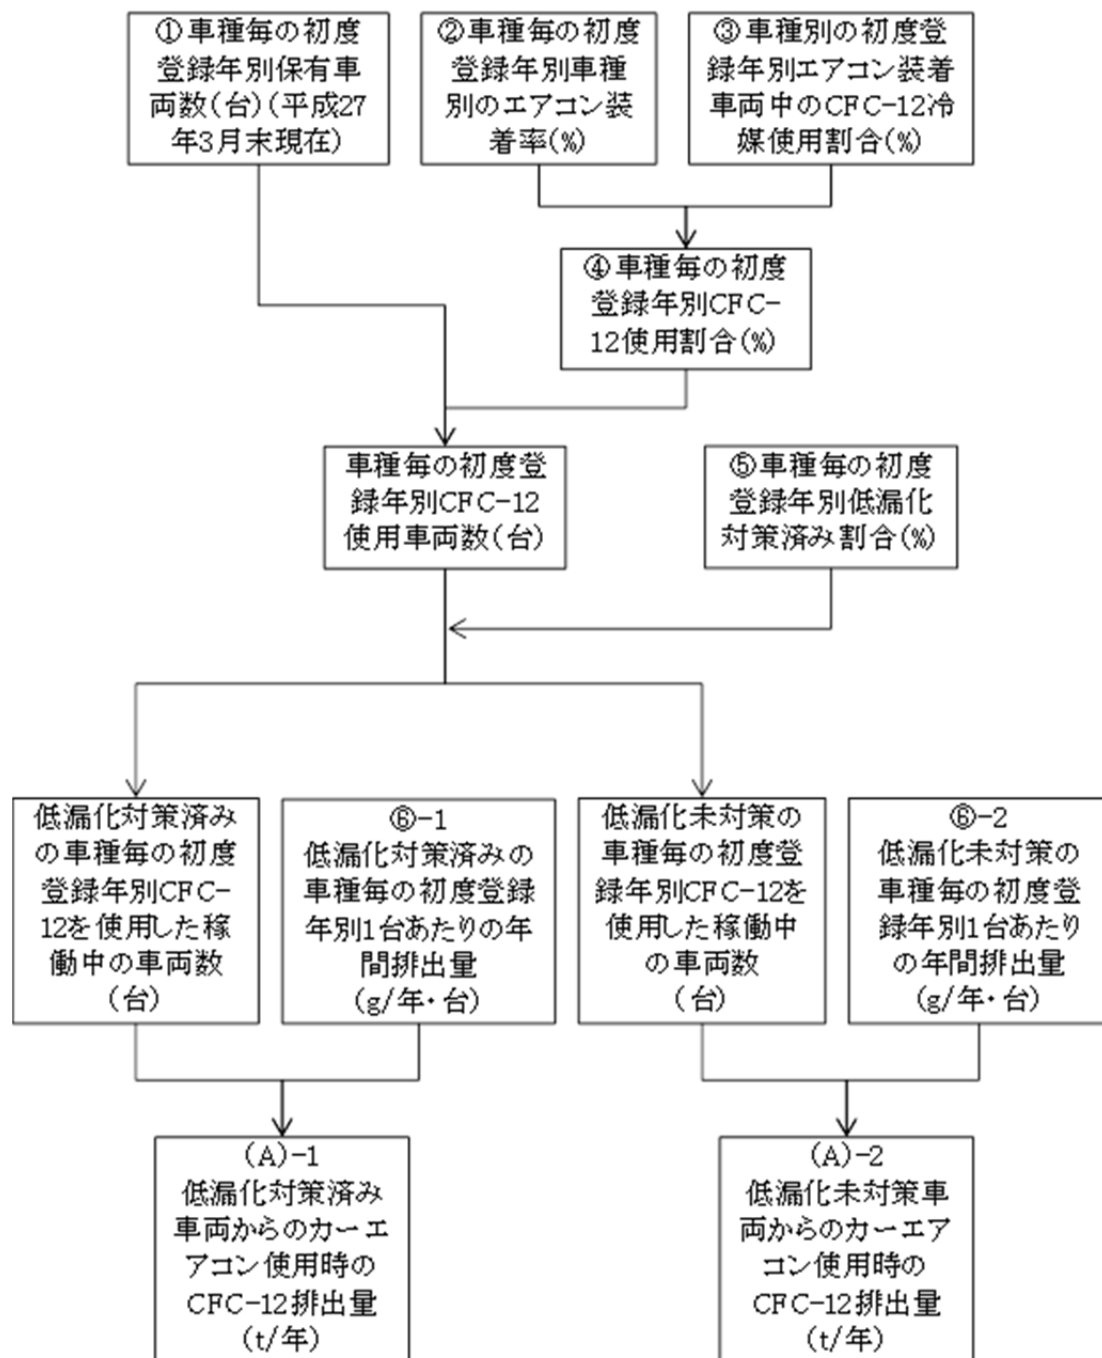 ①車種毎の初度
登録年別保有車
両数(台)(平成27
年3月末現在)
②車種毎の初度
登録年別車種
別のエアコン装
着率(%)
③車種別の初度登
録年別エアコン装着
車両中のCFC-12冷
媒使用割合(%)
④車種毎の初度
登録年別CFC-
12使用割合(%)
車種毎の初度登
録年別CFC-12
使用車両数(台)
⑤車種毎の初度
登録年別低漏化
対策済み割合(%)
低漏化対策済み
の車種毎の初度
登録年別CFC-
12を使用した稼
働中の車両数
(台)
⑥-1
低漏化対策済みの
車種毎の初度登録
年別1台あたりの年
間排出量
(g/年・台)
低漏化未対策の
車種毎の初度登
録年別CFC-12を
使用した稼働中
の車両数
(台)
⑥-2
低漏化未対策の
車種毎の初度登
録年別1台あたり
の年間排出量
(g/年・台)
(A)-1
低漏化対策済み
車両からのカーエ
アコン使用時の
CFC-12排出量
(t/年)
(A)-2
低漏化未対策車
両からのカーエア
コン使用時の
CFC-12排出量
(t/年)